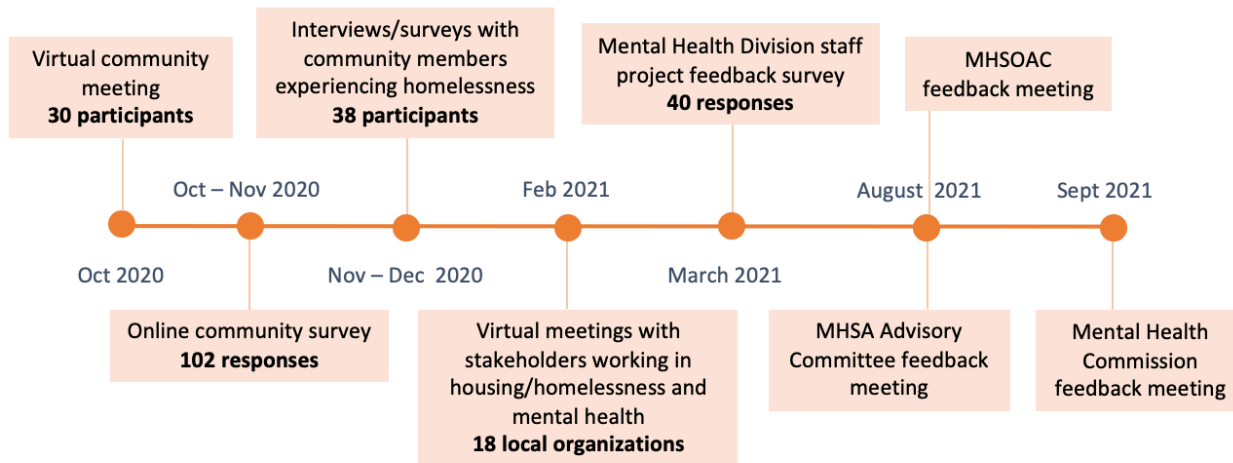 Virtual community
meeting
30 participants
Interviews/surveys with
community members
experiencing homelessness
38 participants
Mental Health Division staff
project feedback survey
40 responses
MHSOAC
feedback meeting
Oct – Nov 2020
Feb 2021
August 2021
Sept 2021
Oct 2020
Nov – Dec 2020
March 2021
Online community survey
102 responses
Virtual meetings with
stakeholders working in
housing/homelessness and
mental health
18 local organizations
MHSA Advisory
Committee feedback
meeting
Mental Health
Commission
feedback meeting